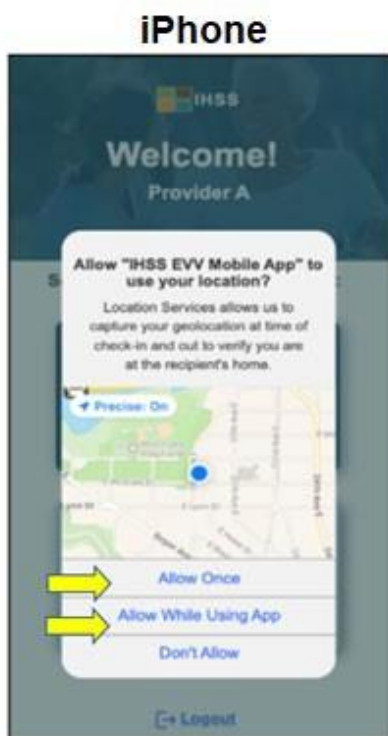 iPhone
IHSS
Welcome!
Provider A
Allow "IHSS EVV Mobile App" to
use your location?
Location Services allows us to
capture your geolocation at time of
check-in and out to verify you are
at the recipient's home.
Precise: On
Allow Once
Allow While Using App
Don't Allow
Logout